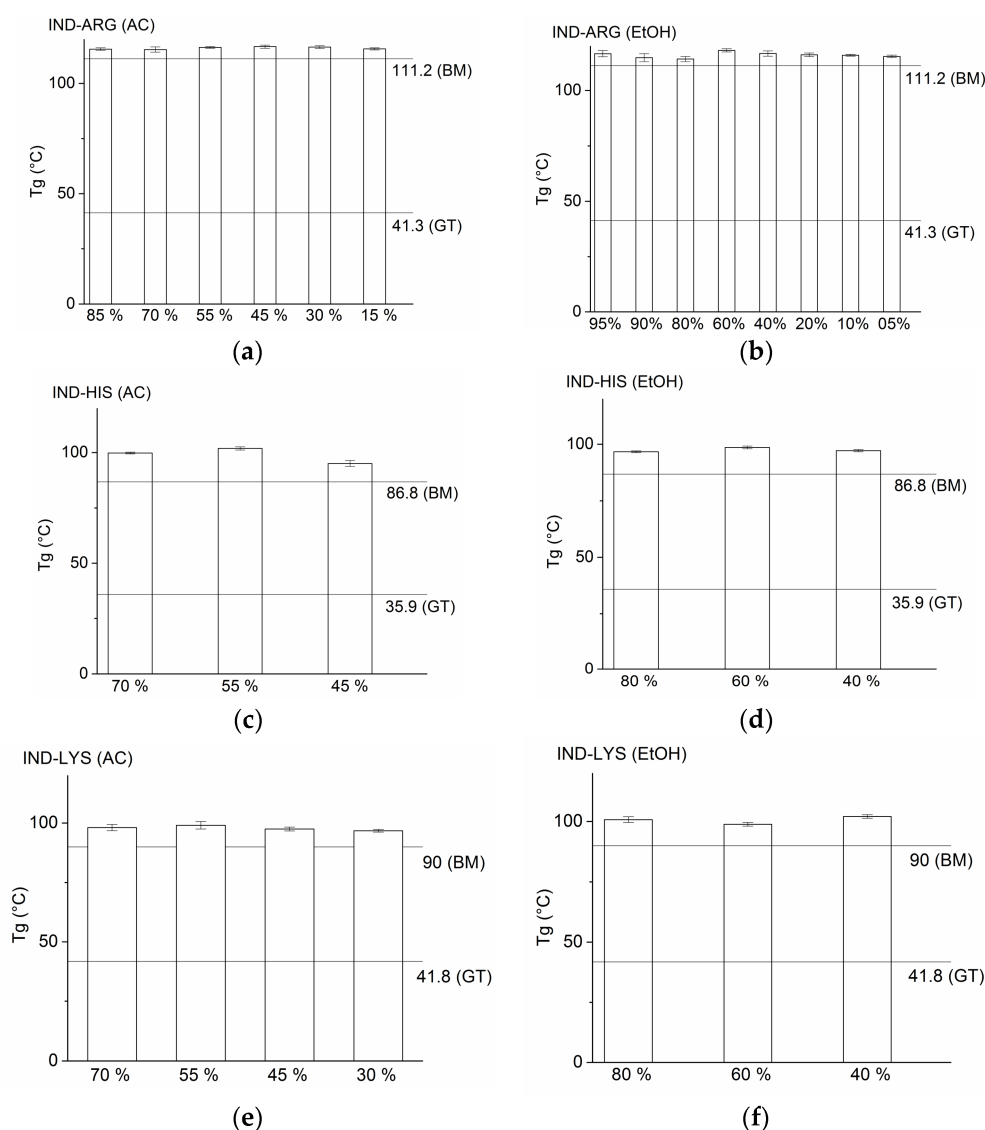 IND-ARG (AC)
Tg (°C)
100
50
0
111.2 (BM)
41.3 (GT)
85 % 70 % 55 % 45 % 30 % 15 %
(a)
IND-ARG (EtOH)
Tg (°C)
100
50
0
111.2 (BM)
41.3 (GT)
95% 90% 80% 60% 40% 20% 10% 05%
(b)
IND-HIS (AC)
Tg (°C)
100
50
0
86.8 (BM)
35.9 (GT)
70 % 55 % 45 %
(c)
IND-HIS (EtOH)
Tg (°C)
100
50
0
86.8 (BM)
35.9 (GT)
80 % 60 % 40 %
(d)
IND-LYS (AC)
Tg (°C)
100
50
0
90 (BM)
41.8 (GT)
70 % 55 % 45 % 30 %
(e)
IND-LYS (EtOH)
Tg (°C)
100
50
0
90 (BM)
41.8 (GT)
80 % 60 % 40 %
(f)